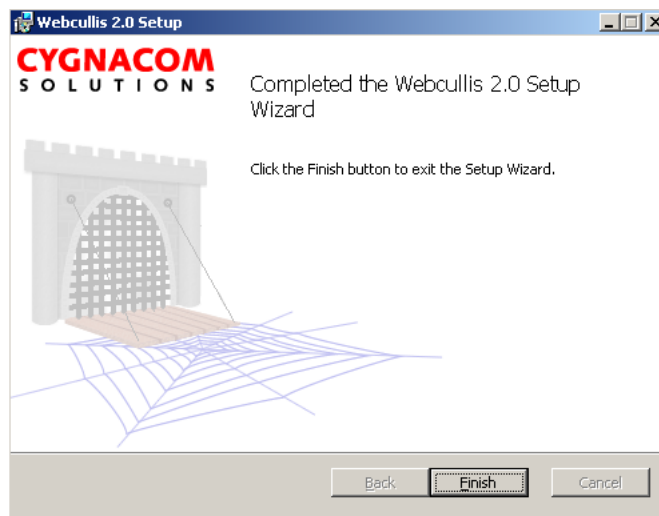 Webcullis 2.0 Setup
CYGNACOM
SOLUTIONS
Completed the Webcullis 2.0 Setup
Wizard
Click the Finish button to exit the Setup Wizard.
Back Finish Cancel